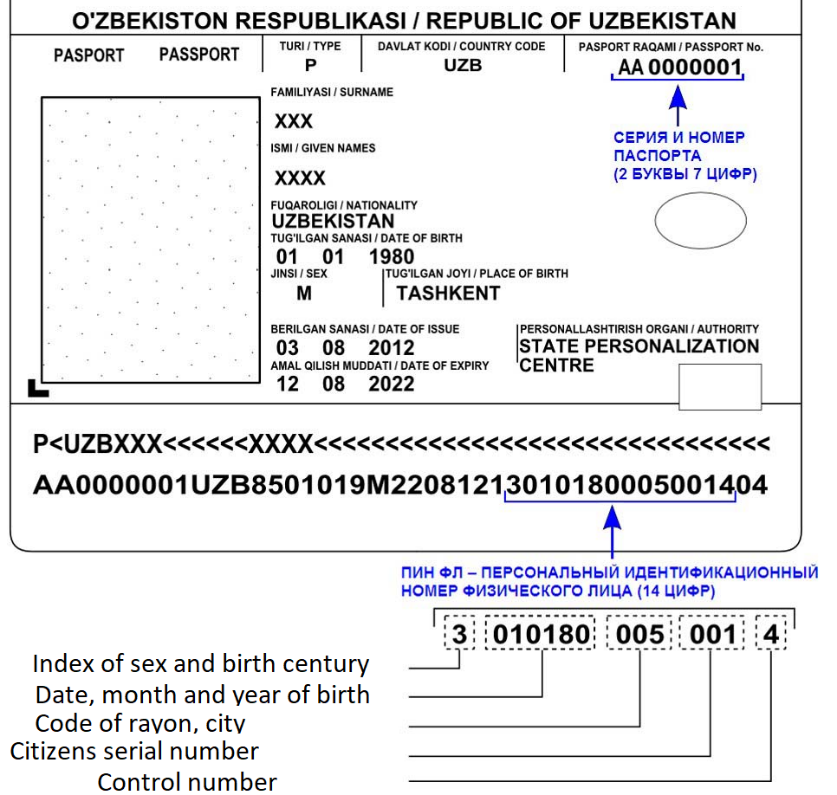 O'ZBEKISTON RESPUBLIKASI / REPUBLIC OF UZBEKISTAN
PASPORT PASSPORT
TURI / TYPE
P
DAVLAT KODI / COUNTRY CODE
UZB
PASPORT RAQAMI / PASSPORT No.
AA 0000001
СЕРИЯ И НОМЕР
ПАСПОРТА
(2 БУКВЫ 7 ЦИФР)
FAMILIYASI / SURNAME
XXX
ISMI / GIVEN NAMES
XXXX
FUQAROLIGI / NATIONALITY
UZBEKISTAN
TUG'ILGAN SANASI / DATE OF BIRTH
01 01 1980
JINSI / SEX
M
TUG'ILGAN JOYI / PLACE OF BIRTH
TASHKENT
BERILGAN SANASI / DATE OF ISSUE
03 08 2012
AMAL QILISH MUDDATI / DATE OF EXPIRY
12 08 2022
PERSONALLASHTIRISH ORGANI / AUTHORITY
STATE PERSONALIZATION
CENTRE
P<UZBXXX<<<<<<XXXX<<<<<<<<<<<<<<<<<<<<<<<<<<<<<<<<
AA0000001UZB8501019M22081213010180005001404
ПИН ФЛ – ПЕРСОНАЛЬНЫЙ ИДЕНТИФИКАЦИОННЫЙ
НОМЕР ФИЗИЧЕСКОГО ЛИЦА (14 ЦИФР)
3 010180 005 001 4
Index of sex and birth century
Date, month and year of birth
Code of rayon, city
Citizens serial number
Control number